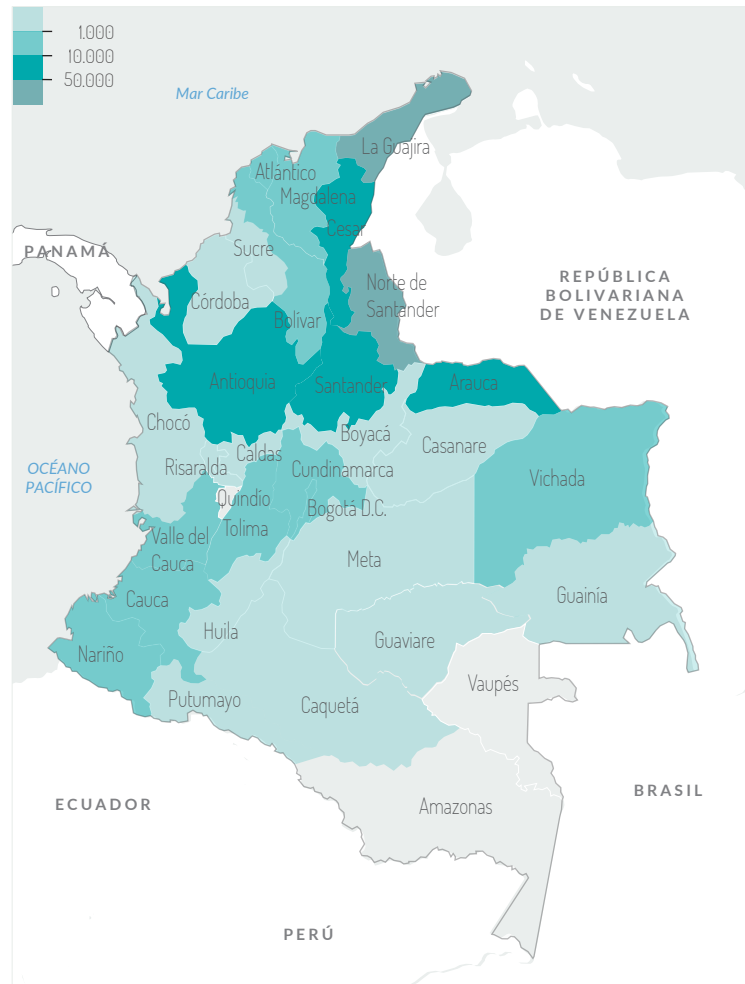 1.000
10.000
50.000
Mar Caribe
La Guajira
Atlántico
Magdalena
Cesar
PANAMÁ
Sucre
Norte de
Santander
REPÚBLICA
BOLIVARIANA
DE VENEZUELA
Córdoba
Bolívar
Antioquia
Santander
Arauca
Chocó
Boyacá
Casanare
Caldas
OCÉANO
PACÍFICO
Risaralda
Cundinamarca
Vichada
Quindío
Bogotá D.C.
Tolima
Valle del
Cauca
Meta
Cauca
Guainía
Huila
Guaviare
Nariño
Vaupés
Putumayo
Caquetá
ECUADOR
Amazonas
BRASIL
PERÚ